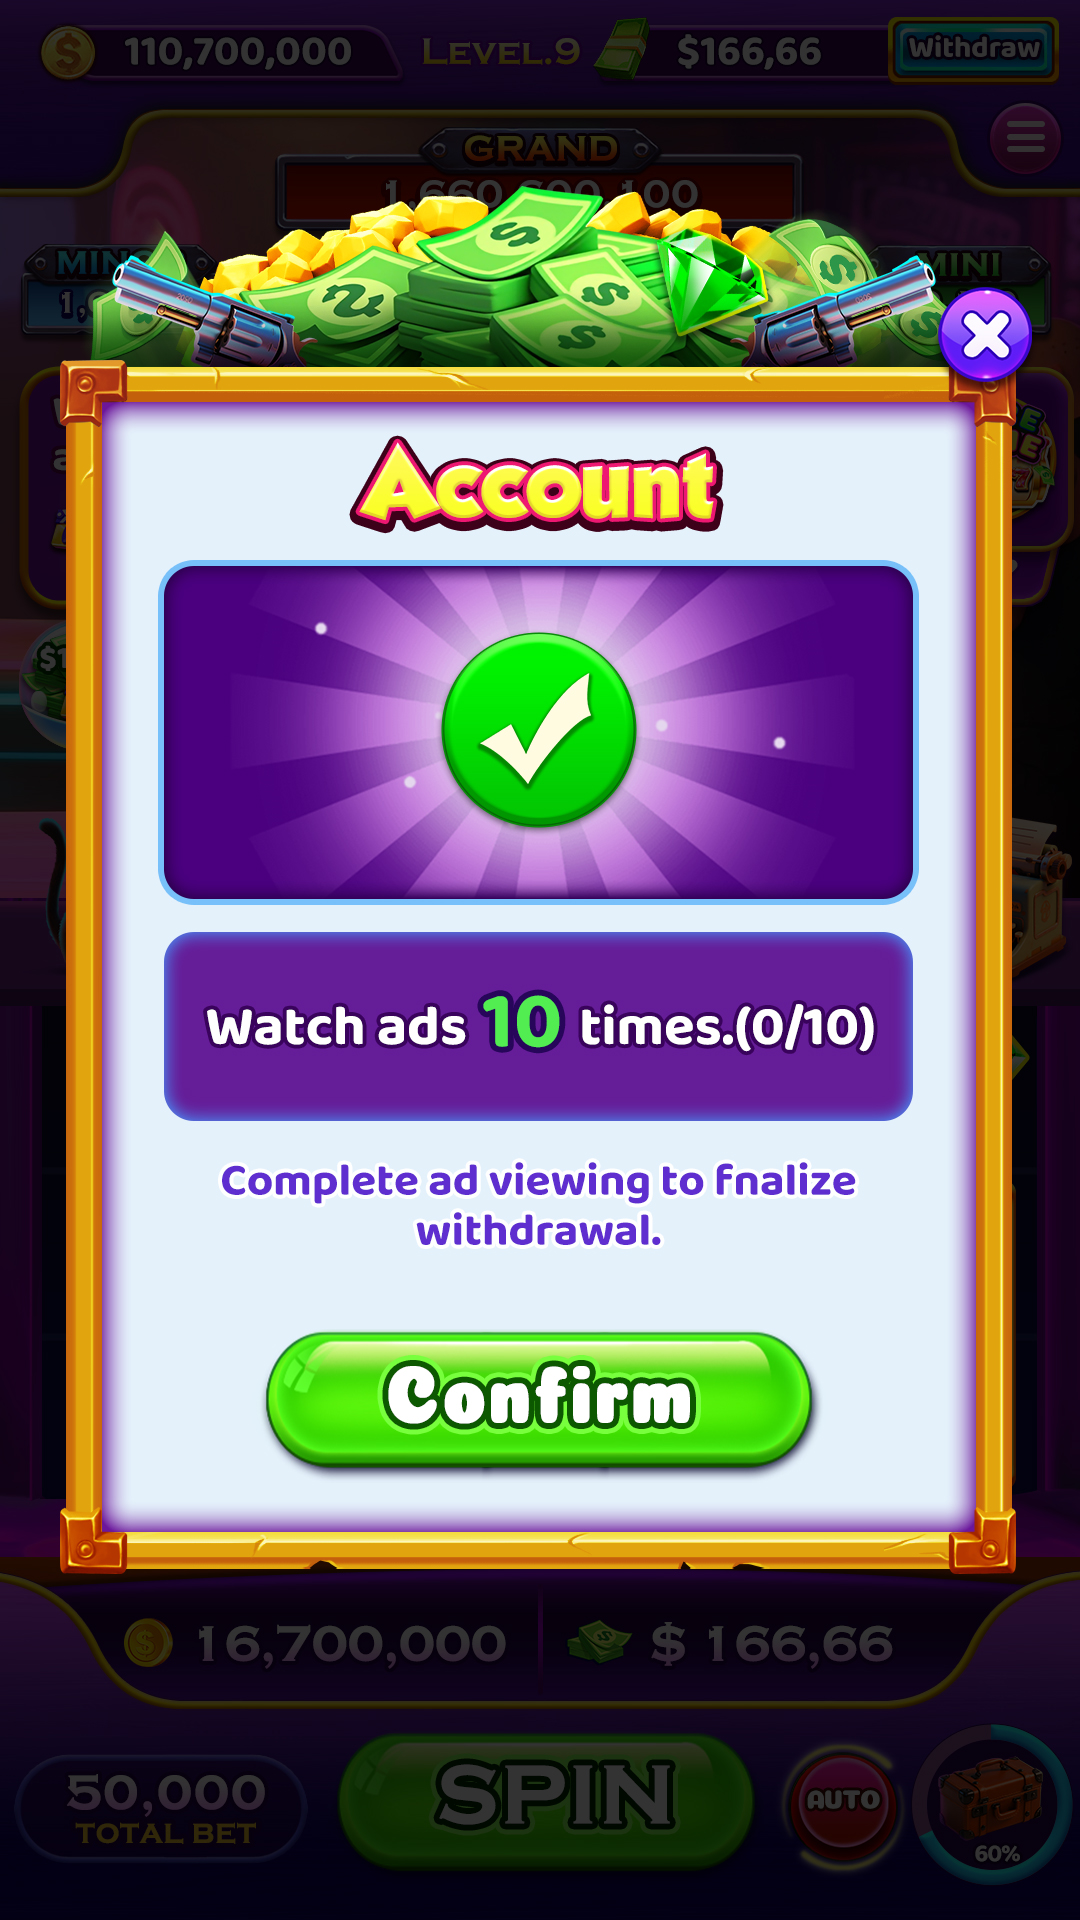 110,700,000 LEVEL.9 $166,66 Withdraw
GRAND
MINI
Account
Watch ads 10 times.(0/10)
Complete ad viewing to fnalize
withdrawal.
Confirm
16,700,000 $ 166,66
50,000
TOTAL BET
SPIN
AUTO
60%